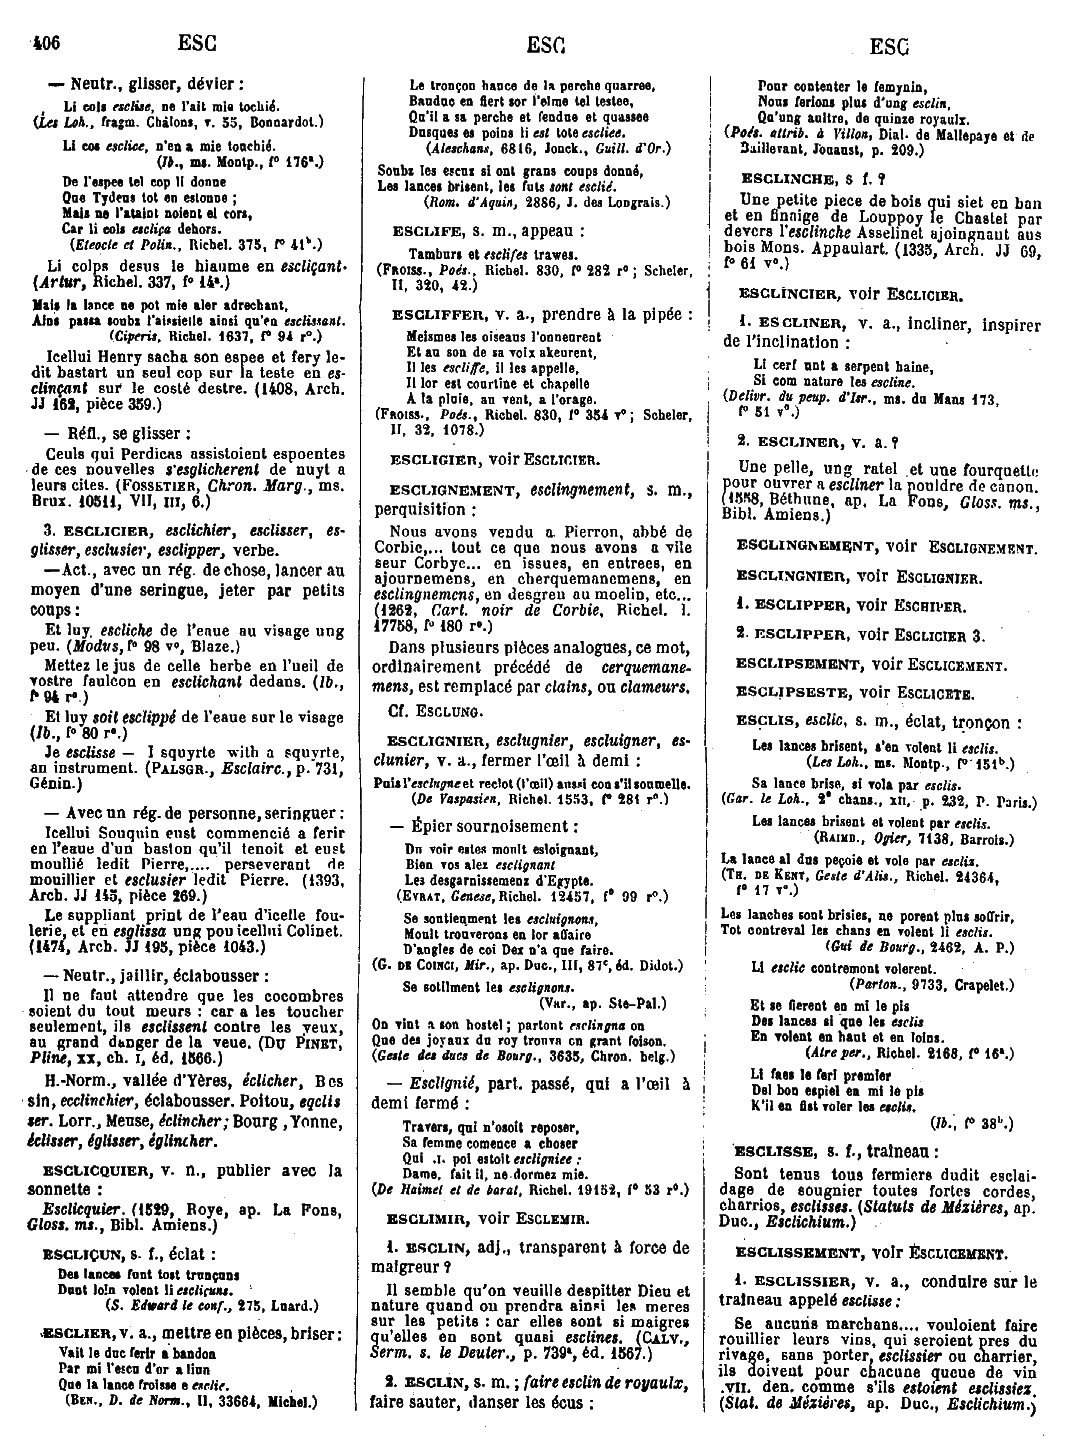 406 ESC ESC ESC
— Neutr., glisser, dévier :
Li cols esclise, ne l'ait mie tochié.
(Les Loh., fragm. Châlons, v. 55, Bonnardot.)
Li cos esclice, n'en a mie touchié.
(Ib., ms. Montp., f° 176ª.)
De l'espee tel cop li donne
Que Tydeus tot en estonne ;
Mais ne l'ataint noient el cors,
Car li cols escliça dehors.
(Eteocle et Polin., Richel. 375, f° 41ᵇ.)
Li colps desus le hiaume en escliçant.
(Artur, Richel. 337, f° 14ª.)
Mais la lance ne pot mie aler adrechant,
Ains passa soubz l'aissielle ainsi qu'en esclissant.
(Ciperis, Richel. 1637, f° 94 r°.)
Icellui Henry sacha son espee et fery le-
dit bastart un seul cop sur la teste en es-
clinçant sur le costé destre. (1408, Arch.
JJ 162, pièce 359.)
— Réfl., se glisser :
Ceuls qui Perdicas assistoient espoentes
de ces nouvelles s'esglicherent de nuyt a
leurs cites. (FOSSETIER, Chron. Marg., ms.
Brux. 10511, VII, III, 6.)
3. ESCLICIER, esclichier, esclisser, es-
glisser, esclusier, esclipper, verbe.
— Act., avec un rég. de chose, lancer au
moyen d'une seringue, jeter par petits
coups :
Et luy escliche de l'eaue au visage ung
peu. (Modus, f° 98 v°, Blaze.)
Mettez le jus de celle herbe en l'ueil de
vostre faulcon en esclichant dedans. (Ib.,
f° 94 r°.)
Et luy soit esclippé de l'eaue sur le visage
(Ib., f° 80 r°.)
Je esclisse — I squyrte with a squyrte,
an instrument. (PALSGR., Esclairc., p. 731,
Génin.)
— Avec un rég. de personne, seringuer :
Icellui Souquin eust commencié a ferir
en l'eaue d'un baston qu'il tenoit et eust
moullié ledit Pierre,.... perseverant de
mouillier et esclusier ledit Pierre. (1393,
Arch. JJ 145, pièce 269.)
Le suppliant print de l'eau d'icelle fou-
lerie, et en esglissa ung pou icellui Colinet.
(1474, Arch. JJ 195, pièce 1043.)
— Neutr., jaillir, éclabousser :
Il ne faut attendre que les cocombres
soient du tout meurs : car a les toucher
seulement, ils esclissent contre les yeux,
au grand danger de la veue. (DU PINET,
Pline, XX, ch. I, éd. 1566.)
H.-Norm., vallée d'Yères, éclicher, Bes
sin, ecclinchier, éclabousser. Poitou, eqclis
ser. Lorr., Meuse, éclincher; Bourg, Yonne,
éclisser, églisser, églincher.
ESCLICQUIER, v. n., publier avec la
sonnette :
Esclicquier. (1529, Roye, ap. La Fons,
Gloss. ms., Bibl. Amiens.)
ESCLIÇUN, s. f., éclat :
Des lances funt tost trunçuns
Dunt loin volent li escliçuns.
(S. Edward le conf., 275, Luard.)
ESCLIER, v. a., mettre en pièces, briser :
Vait le duc ferir a bandon
Par mi l'escu d'or a liun
Que la lance froisse e esclie.
(BEN., D. de Norm., II, 33664, Michel.)
Le tronçon hance de la perche quarree,
Bauduc en fiert sor l'elme tel testee,
Qu'il a sa perche et fendue et quassee
Dusques es poins li est tote escliee.
(Aleschans, 6816, Jonck., Guill. d'Or.)
Soubz les escuz si ont grans coups donné,
Les lances brisent, les futs sont esclié.
(Rom. d'Aquin, 2886, J. des Longrais.)
ESCLIFE, s. m., appeau :
Tamburs et esclifes trawes.
(FROISS., Poés., Richel. 830, f° 282 r° ; Scheler,
II, 320, 42.)
ESCLIFFER, v. a., prendre à la pipée :
Meismes les oiseaus l'onneurent
Et au son de sa voix akeurent,
Il les escliffe, il les appelle,
Il lor est courtine et chapelle
A la pluie, au vent, a l'orage.
(FROISS., Poés., Richel. 830, f° 354 v° ; Scheler,
II, 32, 1078.)
ESCLIGIER, voir ESCLICIER.
ESCLIGNEMENT, esclingnement, s. m.,
perquisition :
Nous avons vendu a Pierron, abbé de
Corbie,... tout ce que nous avons a vile
seur Corbye... en issues, en entrees, en
ajournemens, en cherquemanemens, en
esclingnemens, en desgreu au moelin, etc...
(1262, Cart. noir de Corbie, Richel. l.
17758, f° 180 r°.)
Dans plusieurs pièces analogues, ce mot,
ordinairement précédé de cerquemane-
mens, est remplacé par clains, ou clameurs.
Cf. ESCLUNG.
ESCLIGNIER, esclugnier, escluigner, es-
clunier, v. a., fermer l'œil à demi :
Puis l'esclugne et reclot (l'œil) aussi com s'il soumelle.
(De Vaspasien, Richel. 1553, f° 281 r°.)
— Épier sournoisement :
Du voir estes moult esloignant,
Bien vos alez esclignant
Les desgarnissemenz d'Egypte.
(EVRAT, Genese, Richel. 12457, f° 99 r°.)
Se soutieument les escluignons,
Moult trouverons en lor affaire
D'angles de coi Dex n'a que faire.
(G. DE COINCI, Mir., ap. Duc., III, 87ᶜ, éd. Didot.)
Se sotilment les esclignons.
(Var., ap. Ste-Pal.)
On vint a son hostel ; partout esclingna on
Que des joyaux du roy trouva en grant foison.
(Geste des ducs de Bourg., 3635, Chron. belg.)
— Esclignié, part. passé, qui a l'œil à
demi fermé :
Travers, qui n'osoit reposer,
Sa femme comence a choser
Qui .I. poi estoit escligniee :
Dame, fait il, ne dormez mie.
(De Haimet et de barat, Richel. 19152, f° 53 r°.)
ESCLIMIR, voir ESCLEMIR.
1. ESCLIN, adj., transparent à force de
maigreur ?
Il semble qu'on veuille despitter Dieu et
nature quand on prendra ainsi les meres
sur les petits : car elles sont si maigres
qu'elles en sont quasi esclines. (CALV.,
Serm. s. le Deuter., p. 739ª, éd. 1567.)
2. ESCLIN, s. m. ; faire esclin de royaulx,
faire sauter, danser les écus :
Pour contenter le femynin,
Nous ferions plus d'ung esclin,
Qu'ung aultre, de quinze royaulx.
(Poés. attrib. à Villon, Dial. de Mallepaye et de
Baillevant, Jouaust, p. 209.)
ESCLINCHE, s f. ?
Une petite piece de bois qui siet en ban
et en finnige de Louppoy le Chastel par
devers l'esclinche Asselinet ajoingnaut aus
bois Mons. Appaulart. (1335, Arch. JJ 69,
f° 61 v°.)
ESCLINCIER, voir ESCLICIER.
1. ESCLINER, v. a., incliner, inspirer
de l'inclination :
Li cerf unt a serpent haine,
Si com nature les escline.
(Delivr. du peup. d'Isr., ms. du Mans 173,
f° 51 v°.)
2. ESCLINER, v. a. ?
Une pelle, ung ratel et une fourquette
pour ouvrer a escliner la pouldre de canon.
(1558, Béthune, ap. La Fons, Gloss. ms.,
Bibl. Amiens.)
ESCLINGNEMENT, voir ESCLIGNEMENT.
ESCLINGNIER, voir ESCLIGNIER.
1. ESCLIPPER, voir ESCHIPER.
2. ESCLIPPER, voir ESCLICIER 3.
ESCLIPSEMENT, voir ESCLICEMENT.
ESCLIPSESTE, voir ESCLICETE.
ESCLIS, esclic, s. m., éclat, tronçon :
Les lances brisent, s'en volent li esclis.
(Les Loh., ms. Montp., f° 151ᵇ.)
Sa lance brise, si vola par esclis.
(Gar. le Loh., 2ᵉ chans., XII, p. 232, P. Paris.)
Les lances brisent et volent par esclis.
(RAIMB., Ogier, 7138, Barrois.)
La lance al dus peçoie et vole par esclix.
(TH. DE KENT, Geste d'Alis., Richel. 24364,
f° 17 v°.)
Les lanches sont brisies, ne porent plus soffrir,
Tot contreval les chans en volent li esclis.
(Gui de Bourg., 2462, A. P.)
Li esclic contremont volerent.
(Parton., 9733, Crapelet.)
Et se fierent en mi le pis
Des lances si que les esclis
En volent en haut et en loins.
(Atre per., Richel. 2168, f° 16ª.)
Li faes le feri premier
Del bon espiel en mi le pis
K'il en fist voler les esclis.
(Ib., f° 38ᵇ.)
ESCLISSE, s. f., traîneau :
Sont tenus tous fermiers dudit esclai-
dage de sougnier toutes fortes cordes,
charrios, esclisses. (Statuts de Mézières, ap.
Duc., Esclichium.)
ESCLISSEMENT, voir ESCLICEMENT.
1. ESCLISSIER, v. a., conduire sur le
traîneau appelé esclisse :
Se aucuns marchans.... vouloient faire
rouillier leurs vins, qui seroient pres du
rivage, sans porter, esclissier ou charrier,
ils doivent pour chacune queue de vin
.VII. den. comme s'ils estoient esclissiez.
(Stat. de Mézières, ap. Duc., Esclichium.)